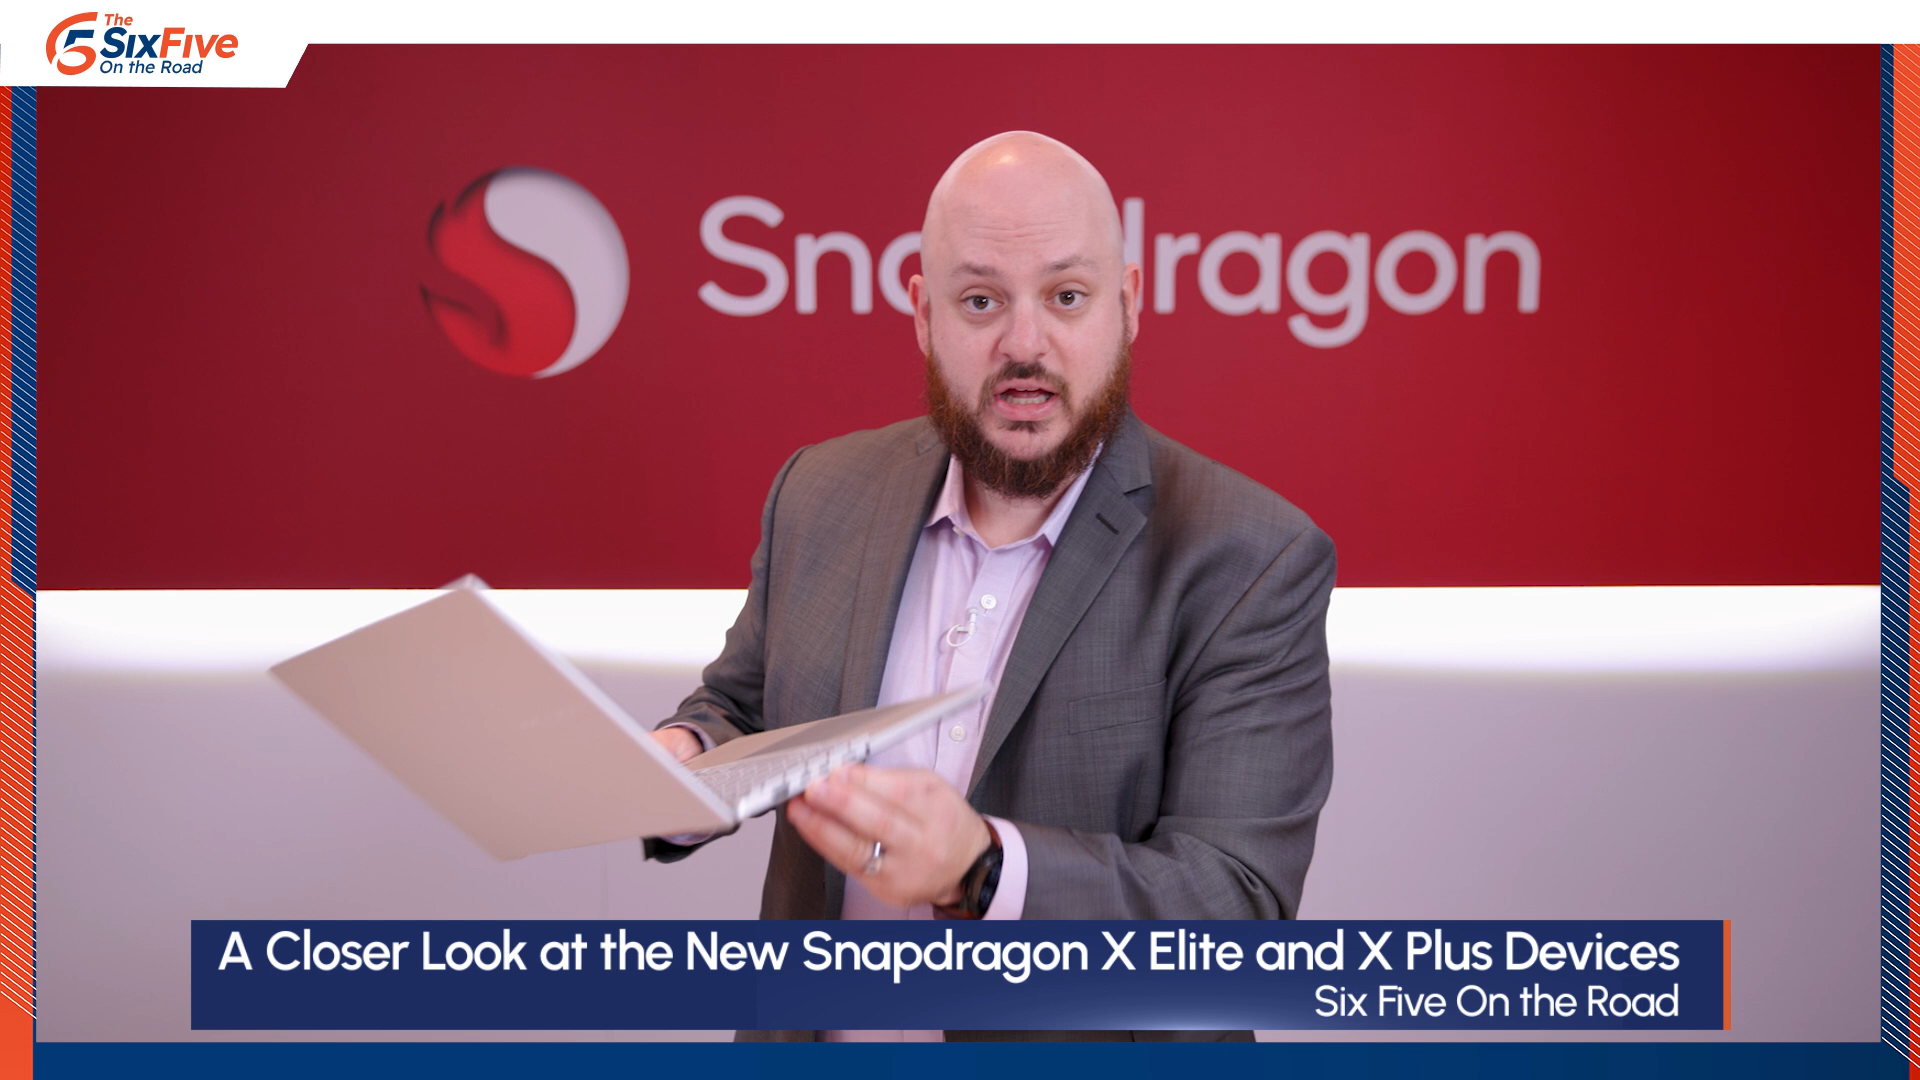 The
SixFive
On the Road
Snapdragon
A Closer Look at the New Snapdragon X Elite and X Plus Devices
Six Five On the Road